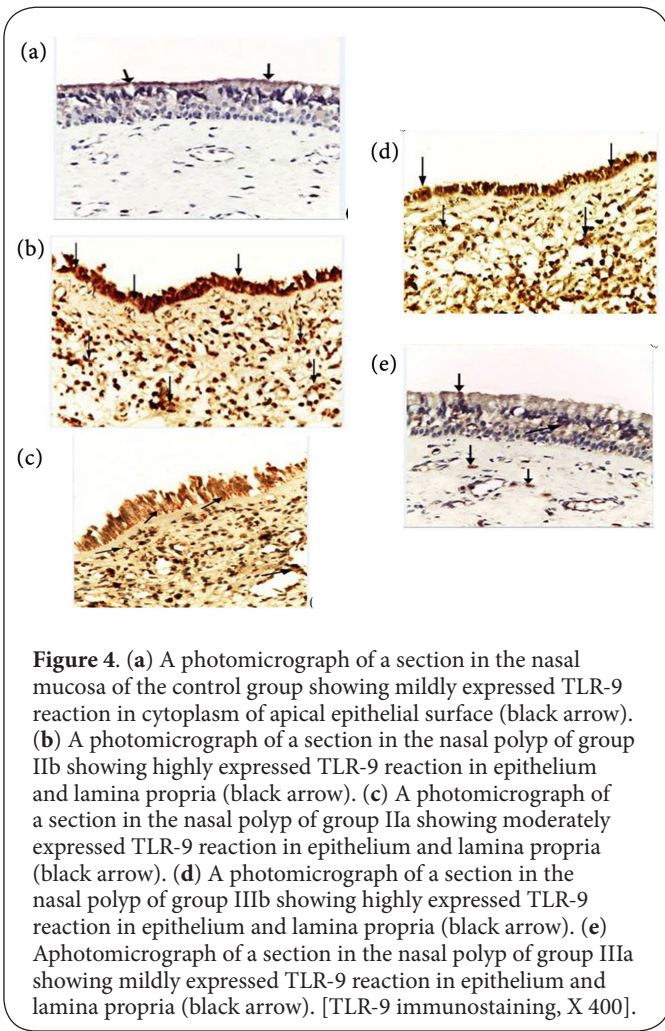 (a)
(b)
(c)
(d)
(e)
Figure 4. (a) A photomicrograph of a section in the nasal
mucosa of the control group showing mildly expressed TLR-9
reaction in cytoplasm of apical epithelial surface (black arrow).
(b) A photomicrograph of a section in the nasal polyp of group
IIb showing highly expressed TLR-9 reaction in epithelium
and lamina propria (black arrow). (c) A photomicrograph of
a section in the nasal polyp of group IIa showing moderately
expressed TLR-9 reaction in epithelium and lamina propria
(black arrow). (d) A photomicrograph of a section in the
nasal polyp of group IIIb showing highly expressed TLR-9
reaction in epithelium and lamina propria (black arrow). (e)
Aphotomicrograph of a section in the nasal polyp of group IIIa
showing mildly expressed TLR-9 reaction in epithelium and
lamina propria (black arrow). [TLR-9 immunostaining, X 400].